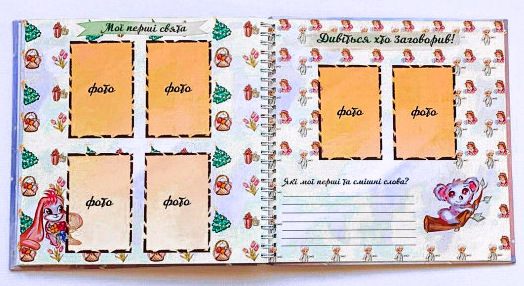 Мої перші свята
фото
фото
фото
фото
Дивіться хто Заговорив!
фото
фото
Які мої перші та смішні слова?